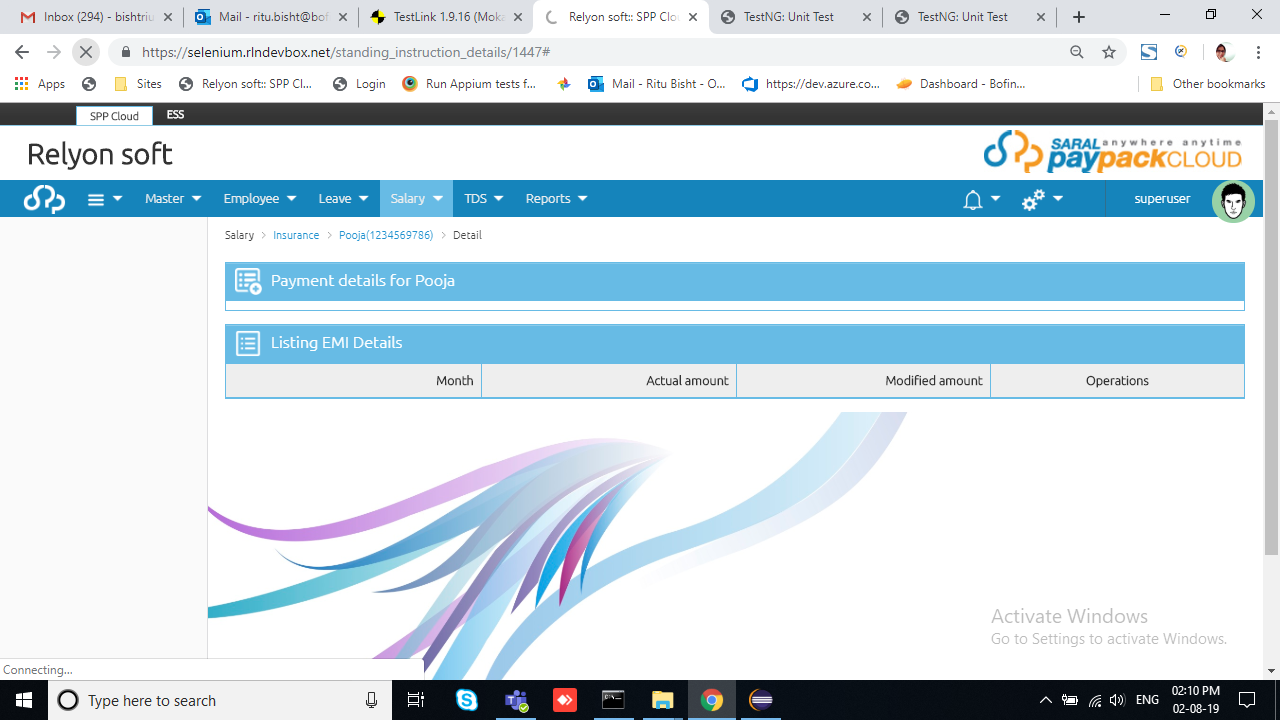 Inbox (294) - bishtriu
Mail - ritu.bisht@bof
TestLink 1.9.16 (Moka
Relyon soft:: SPP Clou
TestNG: Unit Test
TestNG: Unit Test
https://selenium.rlndevbox.net/standing_instruction_details/1447#
Apps
Sites
Relyon soft:: SPP Cl...
Login
Run Appium tests f...
Mail - Ritu Bisht - O...
https://dev.azure.co...
Dashboard - Bofin...
Other bookmarks
SPP Cloud
ESS
Relyon soft
SARAL anywhere anytime
paypackCLOUD
Master
Employee
Leave
Salary
TDS
Reports
superuser
Salary > Insurance > Pooja(1234569786) > Detail
Payment details for Pooja
Listing EMI Details
Month
Actual amount
Modified amount
Operations
Activate Windows
Go to Settings to activate Windows.
Connecting...
Type here to search
ENG
02:10 PM
02-08-19